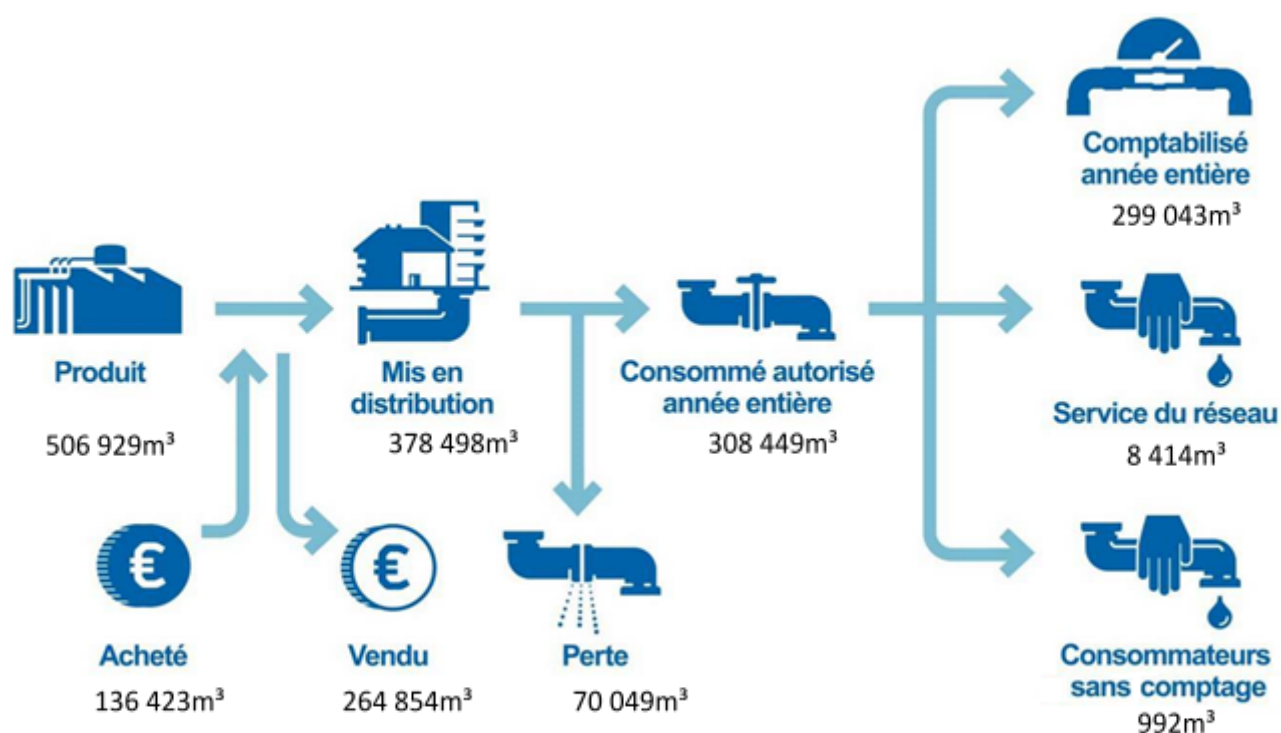 Comptabilisé
année entière
299 043m³
Produit
506 929m³
Mis en
distribution
378 498m³
Consommé autorisé
année entière
308 449m³
Service du réseau
8 414m³
€
Acheté
136 423m³
€
Vendu
264 854m³
Perte
70 049m³
Consommateurs
sans comptage
992m³